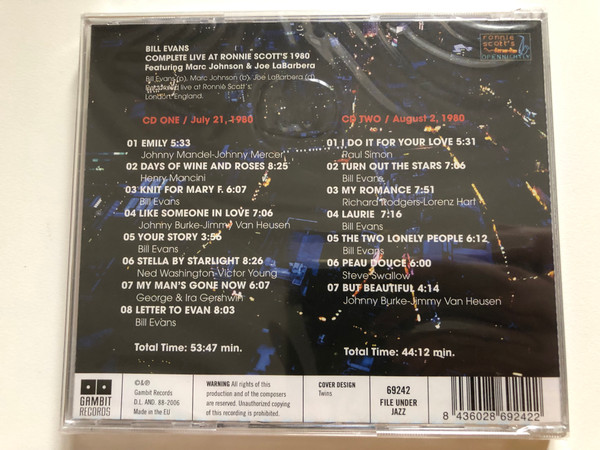 BILL EVANS
COMPLETE LIVE AT RONNIE SCOTT'S 1980
Featuring Marc Johnson & Joe LaBarbera
Bill Evans (p), Marc Johnson (b), Joe LaBarbera (d)
live at Ronnie Scott's
London, England.
ronnie
scott's
CD ONE / July 21, 1980
01 EMILY 5:33
Johnny Mandel-Johnny Mercer
02 DAYS OF WINE AND ROSES 8:25
Henry Mancini
03 KNIT FOR MARY F. 6:07
Bill Evans
04 LIKE SOMEONE IN LOVE 7:06
Johnny Burke-Jimmy Van Heusen
05 YOUR STORY 3:56
Bill Evans
06 STELLA BY STARLIGHT 8:26
Ned Washington-Victor Young
07 MY MAN'S GONE NOW 6:07
George & Ira Gershwin
08 LETTER TO EVAN 8:03
Bill Evans
Total Time: 53:47 min.
CD TWO / August 2, 1980
01 I DO IT FOR YOUR LOVE 5:31
Paul Simon
02 TURN OUT THE STARS 7:06
Bill Evans
03 MY ROMANCE 7:51
Richard Rodgers-Lorenz Hart
04 LAURIE 7:16
Bill Evans
05 THE TWO LONELY PEOPLE 6:12
Bill Evans
06 PEAU DOUCE 6:00
Steve Swallow
07 BUT BEAUTIFUL 4:14
Johnny Burke-Jimmy Van Heusen
Total Time: 44:12 min.
GAMBIT
RECORDS
©&℗
Gambit Records
D.L. AND. 88-2006
Made in the EU
WARNING All rights of this
production and of the composers
are reserved. Unauthorized copying
of this recording is prohibited.
COVER DESIGN
Twins
69242
FILE UNDER
JAZZ
8 436028 692422